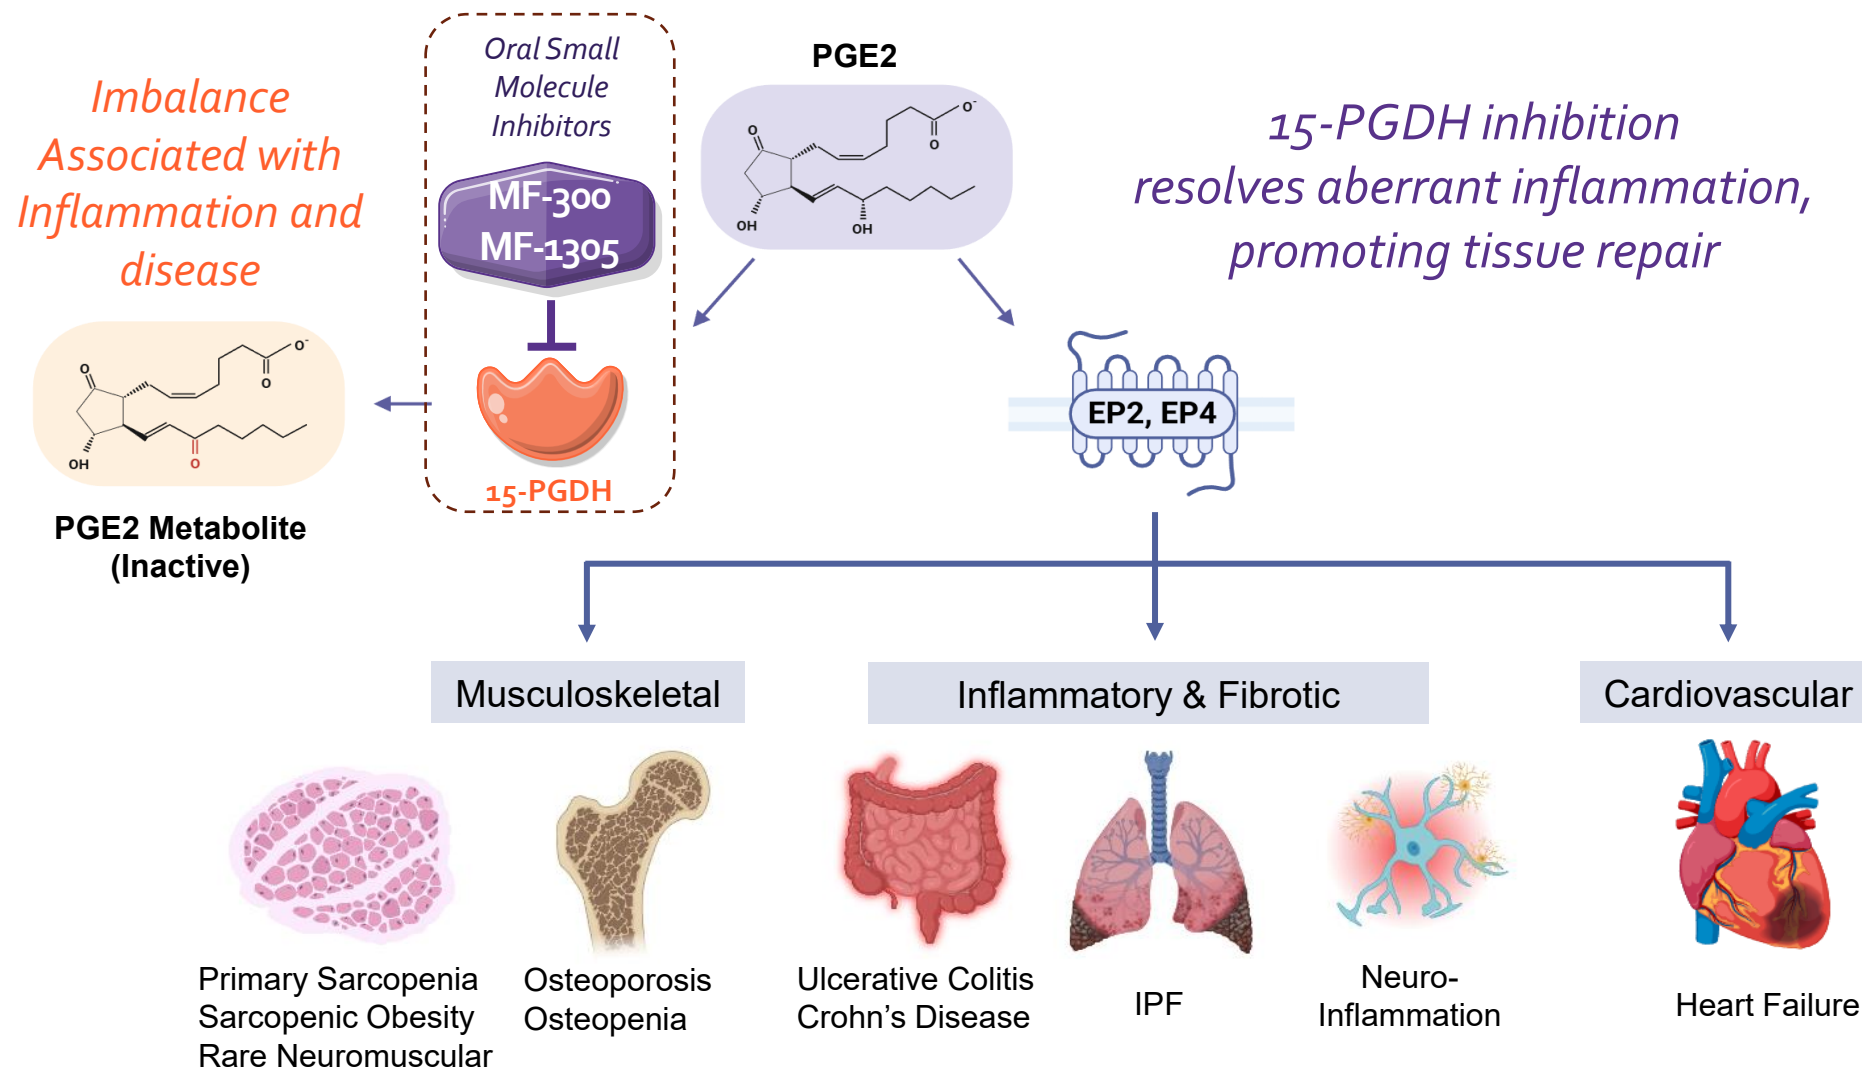 Imbalance
Associated with
Inflammation and
disease
Oral Small
Molecule
Inhibitors
MF-300
MF-1305
15-PGDH
PGE2
O
O-
O
OH
OH
15-PGDH inhibition
resolves aberrant inflammation,
promoting tissue repair
O
O-
O
OH
O
PGE2 Metabolite
(Inactive)
EP2, EP4
Musculoskeletal
Inflammatory & Fibrotic
Cardiovascular
Primary Sarcopenia
Sarcopenic Obesity
Rare Neuromuscular
Osteoporosis
Osteopenia
Ulcerative Colitis
Crohn’s Disease
IPF
Neuro-
Inflammation
Heart Failure